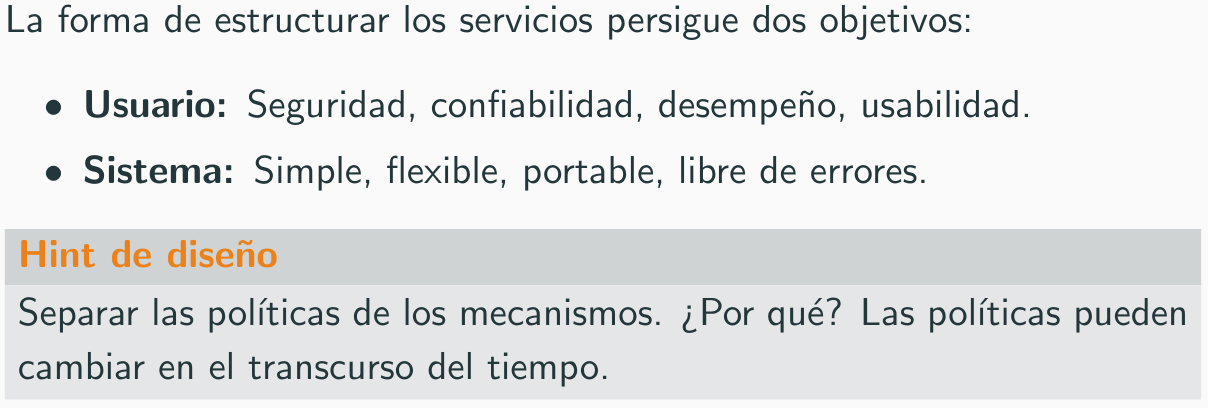 La forma de estructurar los servicios persigue dos objetivos:
• Usuario: Seguridad, confiabilidad, desempeño, usabilidad.
• Sistema: Simple, flexible, portable, libre de errores.
Hint de diseño
Separar las políticas de los mecanismos. ¿Por qué? Las políticas pueden
cambiar en el transcurso del tiempo.